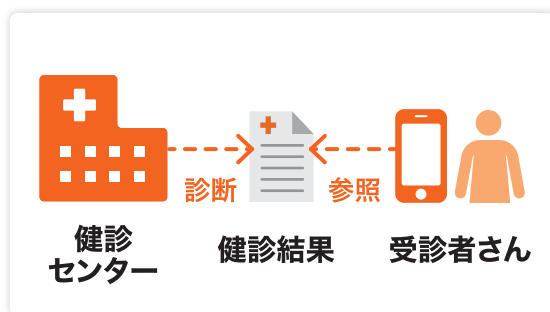 診断
参照
健診
センター
健診結果
受診者さん